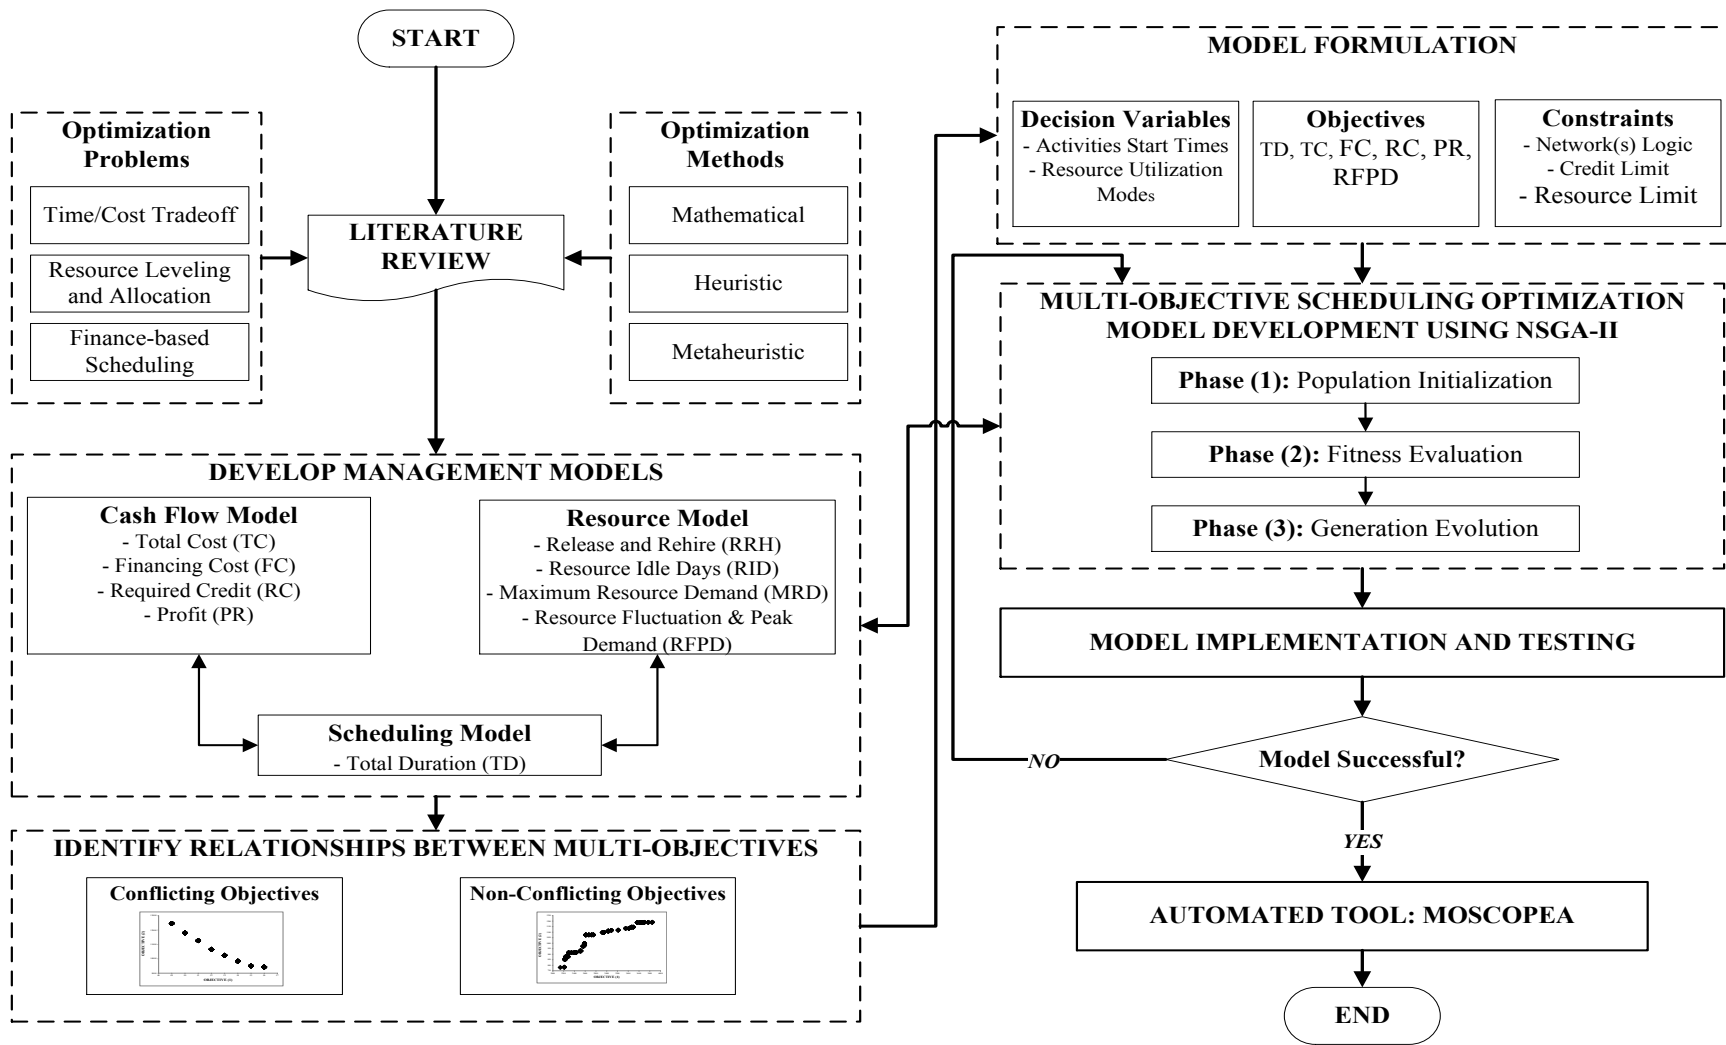 START
Optimization
Problems
Time/Cost Tradeoff
Resource Leveling
and Allocation
Finance-based
Scheduling
LITERATURE
REVIEW
Optimization
Methods
Mathematical
Heuristic
Metaheuristic
DEVELOP MANAGEMENT MODELS
Cash Flow Model
- Total Cost (TC)
- Financing Cost (FC)
- Required Credit (RC)
- Profit (PR)
Resource Model
- Release and Rehire (RRH)
- Resource Idle Days (RID)
- Maximum Resource Demand (MRD)
- Resource Fluctuation & Peak
Demand (RFPD)
Scheduling Model
- Total Duration (TD)
IDENTIFY RELATIONSHIPS BETWEEN MULTI-OBJECTIVES
Conflicting Objectives
Non-Conflicting Objectives
MODEL FORMULATION
Decision Variables
- Activities Start Times
- Resource Utilization
Modes
Objectives
TD, TC, FC, RC, PR,
RFPD
Constraints
- Network(s) Logic
- Credit Limit
- Resource Limit
MULTI-OBJECTIVE SCHEDULING OPTIMIZATION
MODEL DEVELOPMENT USING NSGA-II
Phase (1): Population Initialization
Phase (2): Fitness Evaluation
Phase (3): Generation Evolution
MODEL IMPLEMENTATION AND TESTING
Model Successful?
NO
YES
AUTOMATED TOOL: MOSCOPEA
END